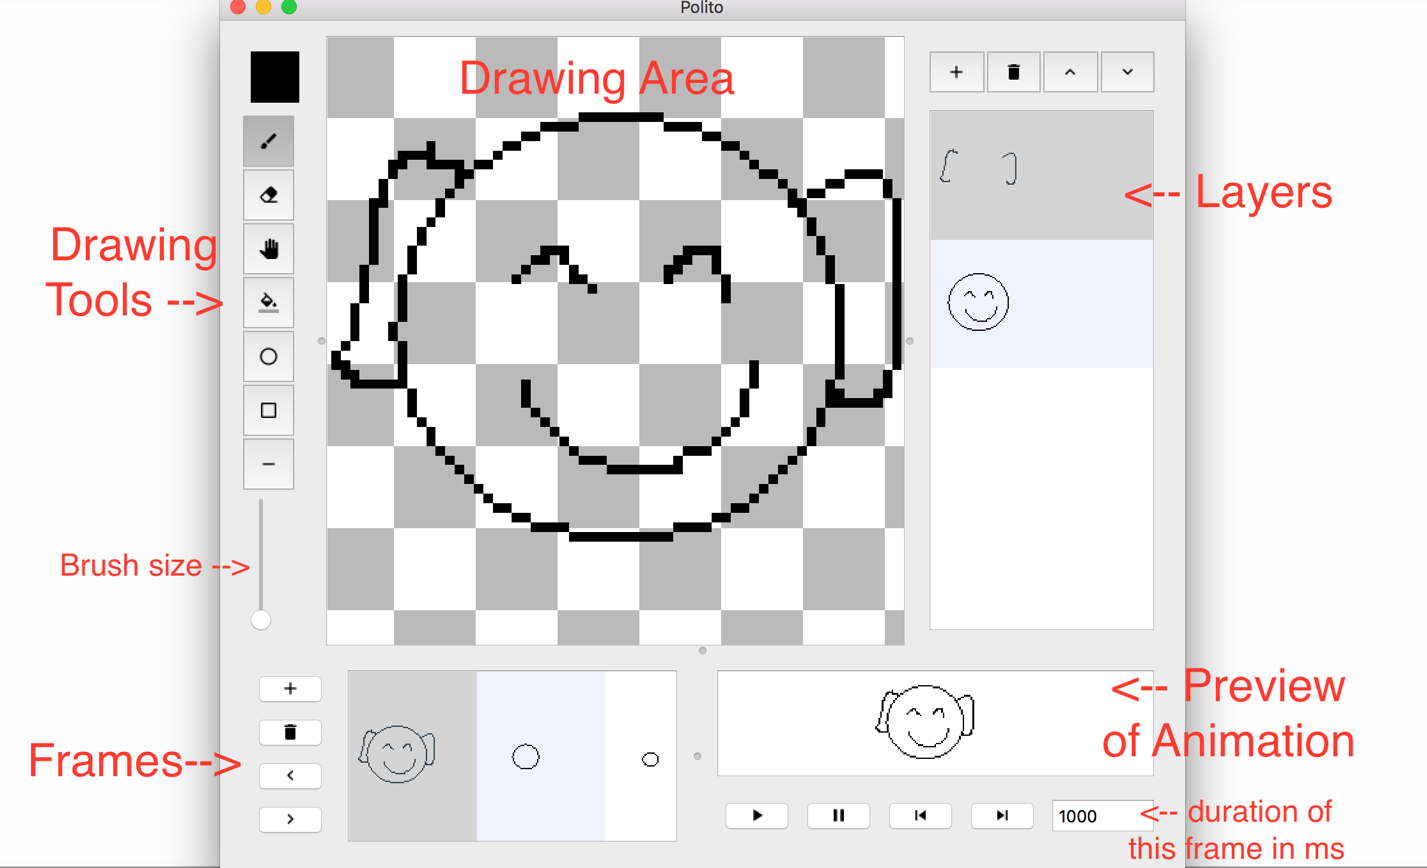 Polito
Drawing Area
<-- Layers
Drawing
Tools -->
Brush size -->
<-- Preview
of Animation
Frames-->
1000
<-- duration of
this frame in ms